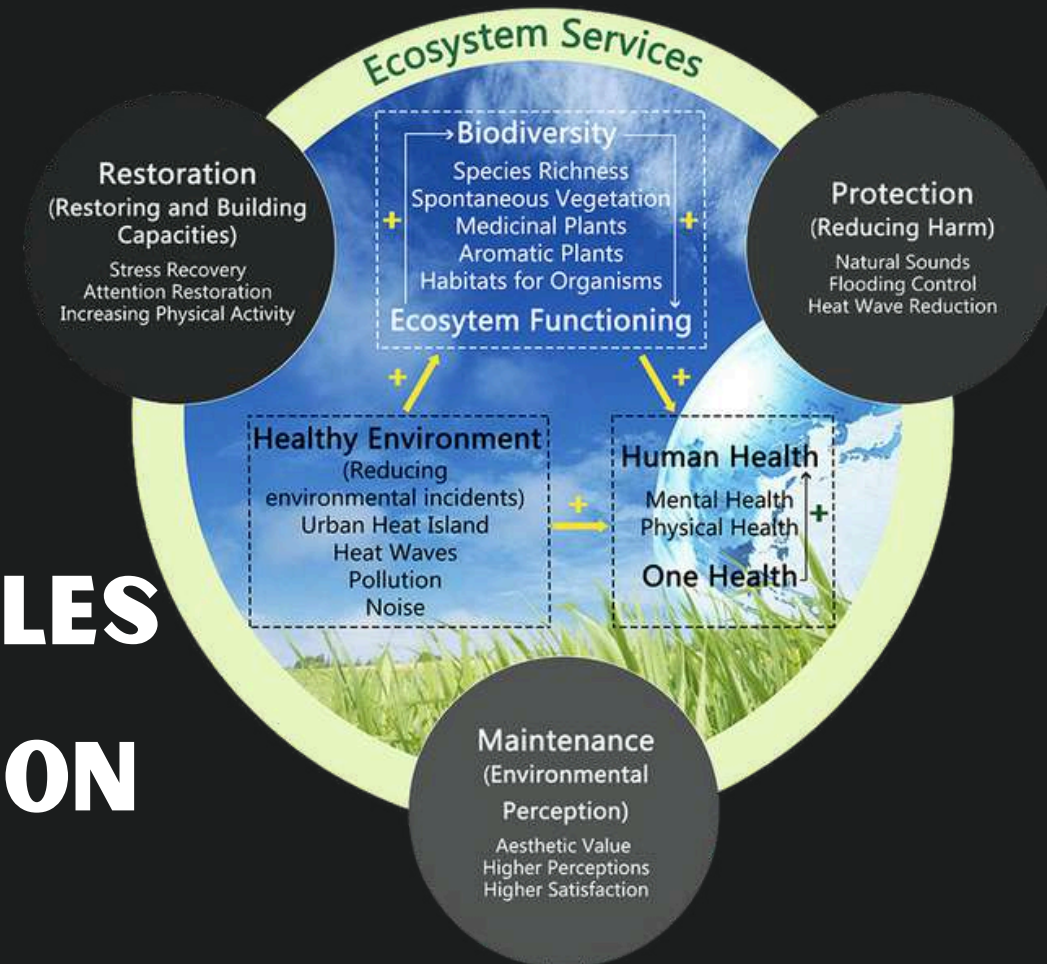 Ecosystem Services
Restoration
(Restoring and Building
Capacities)
Stress Recovery
Attention Restoration
Increasing Physical Activity
Biodiversity
Species Richness
Spontaneous Vegetation
Medicinal Plants
Aromatic Plants
Habitats for Organisms
Ecosytem Functioning
+
+
Protection
(Reducing Harm)
Natural Sounds
Flooding Control
Heat Wave Reduction
+
+
Healthy Environment
(Reducing
environmental incidents)
Urban Heat Island
Heat Waves
Pollution
Noise
+
Human Health
Mental Health
Physical Health
+
One Health
LES
ON
Maintenance
(Environmental
Perception)
Aesthetic Value
Higher Perceptions
Higher Satisfaction